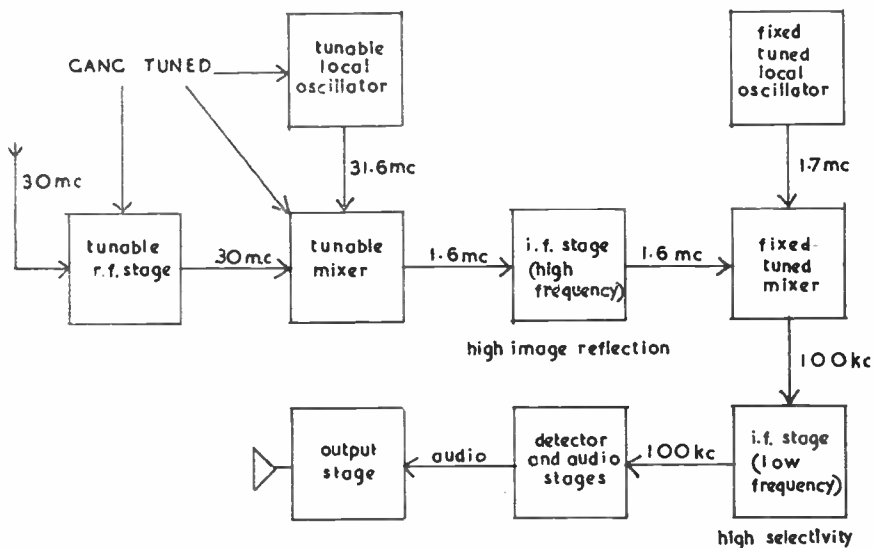 GANG TUNED
tunable
local
oscillator
fixed
tuned
local
oscillator
30mc
31.6mc
1.7mc
tunable
r.f. stage
30mc
tunable
mixer
1.6mc
i.f. stage
(high
frequency)
1.6 mc
fixed-
tuned
mixer
high image reflection
100kc
output
stage
audio
detector
and audio
stages
100kc
i.f. stage
(low
frequency)
high selectivity